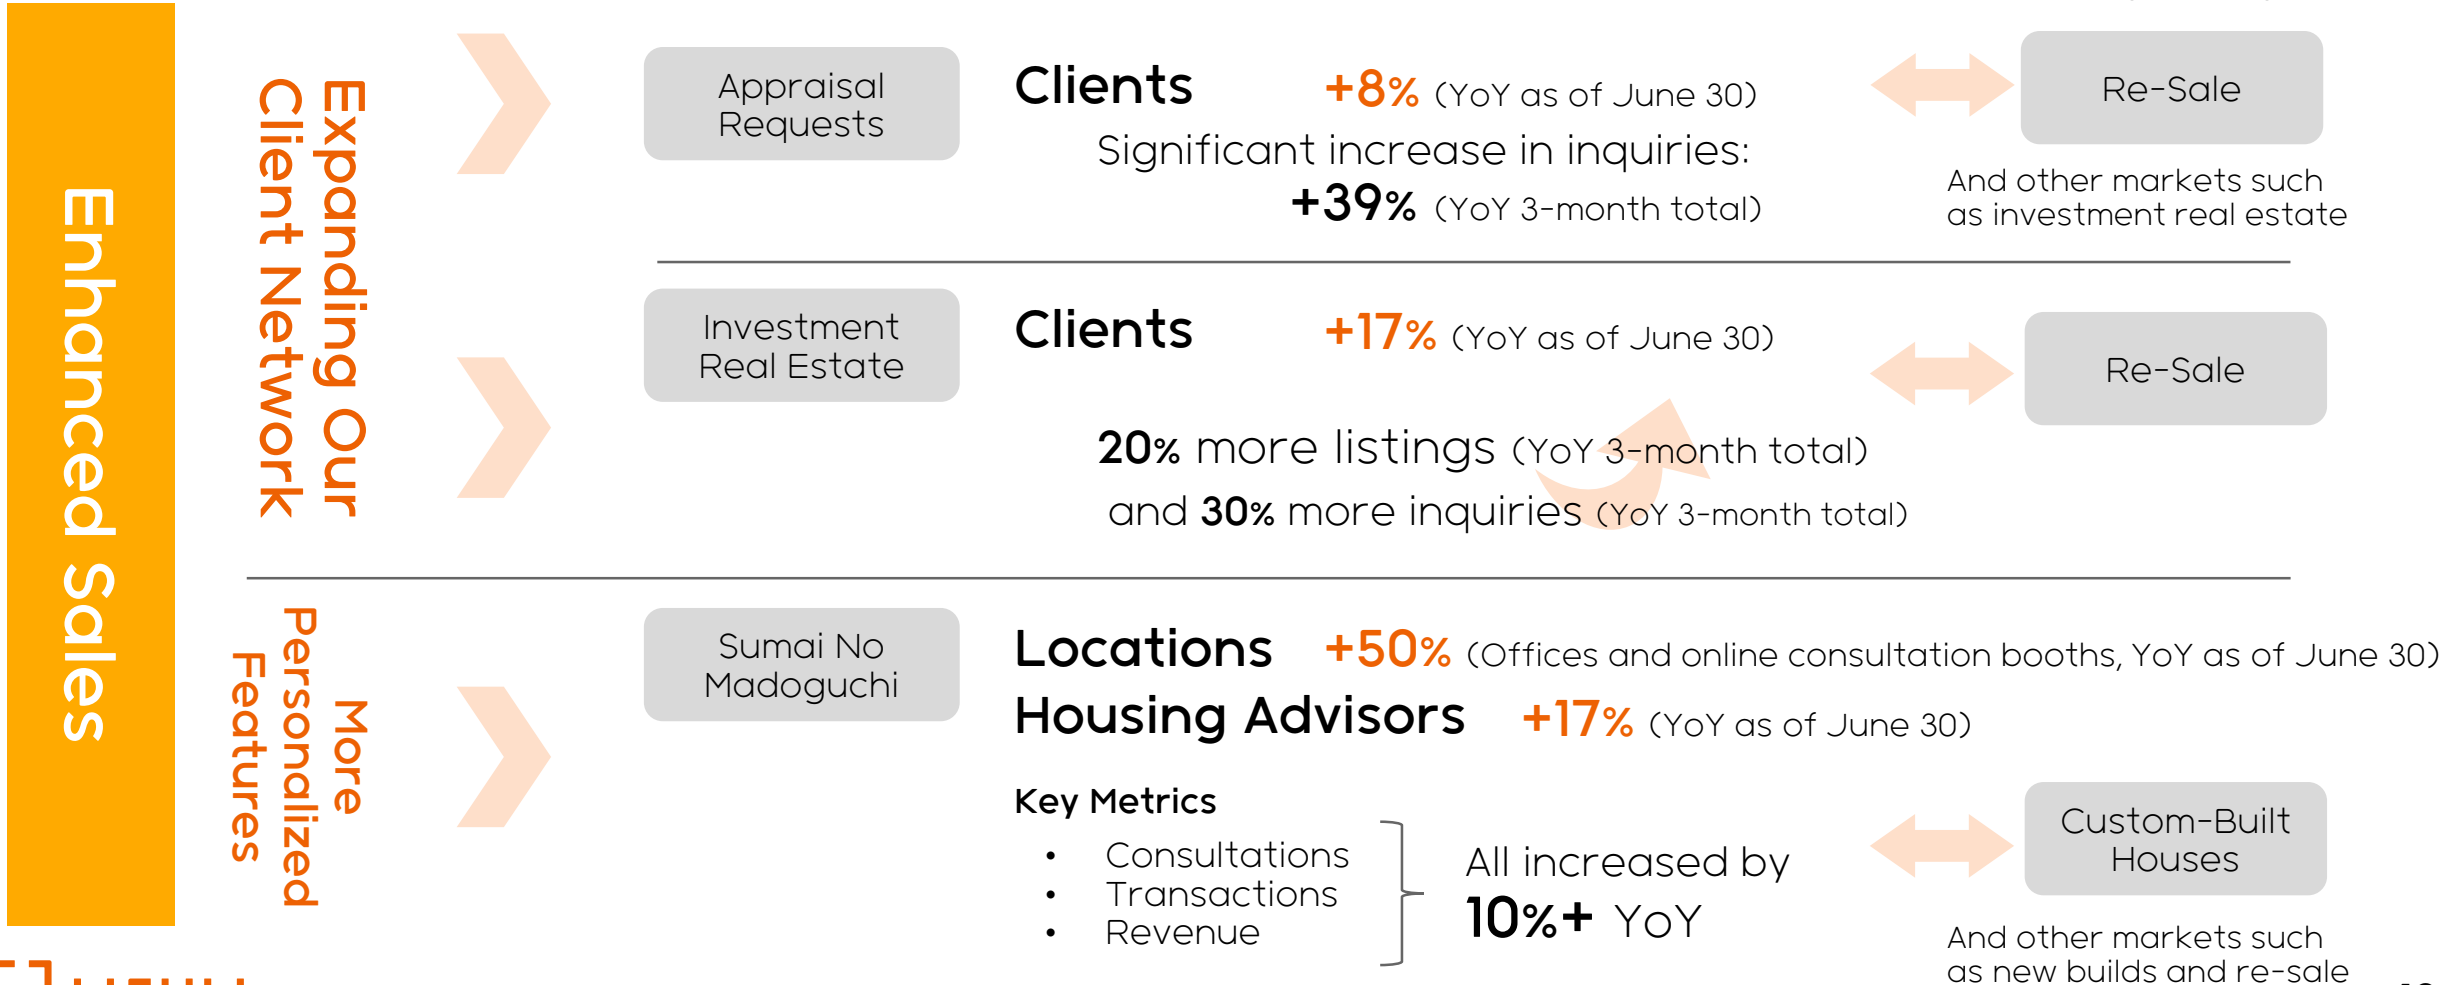 Enhanced Sales
Expanding Our
Client Network
Appraisal
Requests
Clients +8% (YoY as of June 30)
Significant increase in inquiries:
+39% (YoY 3-month total)
Re-Sale
And other markets such
as investment real estate
Investment
Real Estate
Clients +17% (YoY as of June 30)
20% more listings (YoY 3-month total)
and 30% more inquiries (YoY 3-month total)
Re-Sale
More
Personalized
Features
Sumai No
Madoguchi
Locations +50% (Offices and online consultation booths, YoY as of June 30)
Housing Advisors +17% (YoY as of June 30)
Key Metrics
• Consultations
• Transactions
• Revenue
All increased by
10%+ YoY
Custom-Built
Houses
And other markets such
as new builds and re-sale